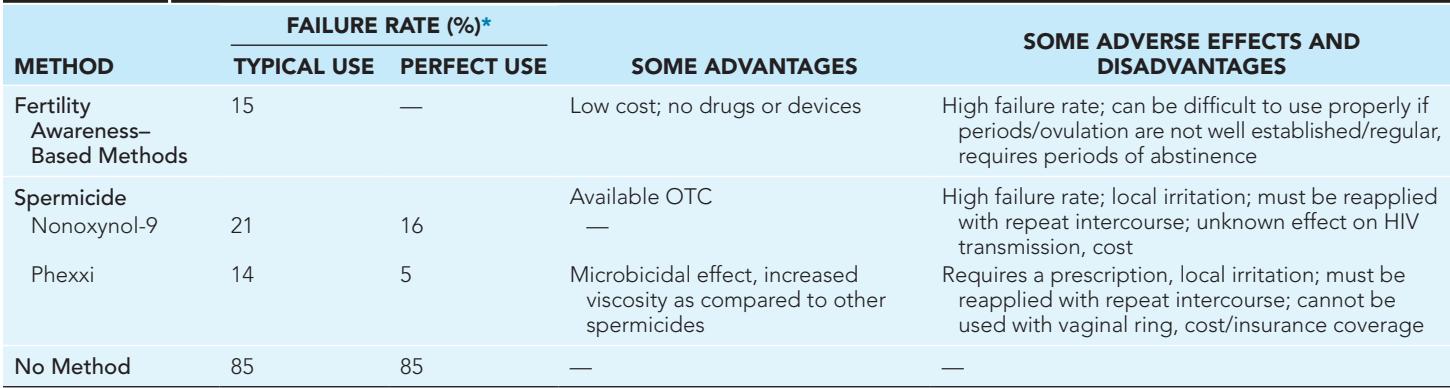 FAILURE RATE (%)*
METHOD TYPICAL USE PERFECT USE SOME ADVANTAGES SOME ADVERSE EFFECTS AND DISADVANTAGES
Fertility Awareness– Based Methods 15 — Low cost; no drugs or devices High failure rate; can be difficult to use properly if periods/ovulation are not well established/regular, requires periods of abstinence
Spermicide Available OTC High failure rate; local irritation; must be reapplied with repeat intercourse; unknown effect on HIV transmission, cost
Nonoxynol-9 21 16 —
Phexxi 14 5 Microbicidal effect, increased viscosity as compared to other spermicides Requires a prescription, local irritation; must be reapplied with repeat intercourse; cannot be used with vaginal ring, cost/insurance coverage
No Method 85 85 — —